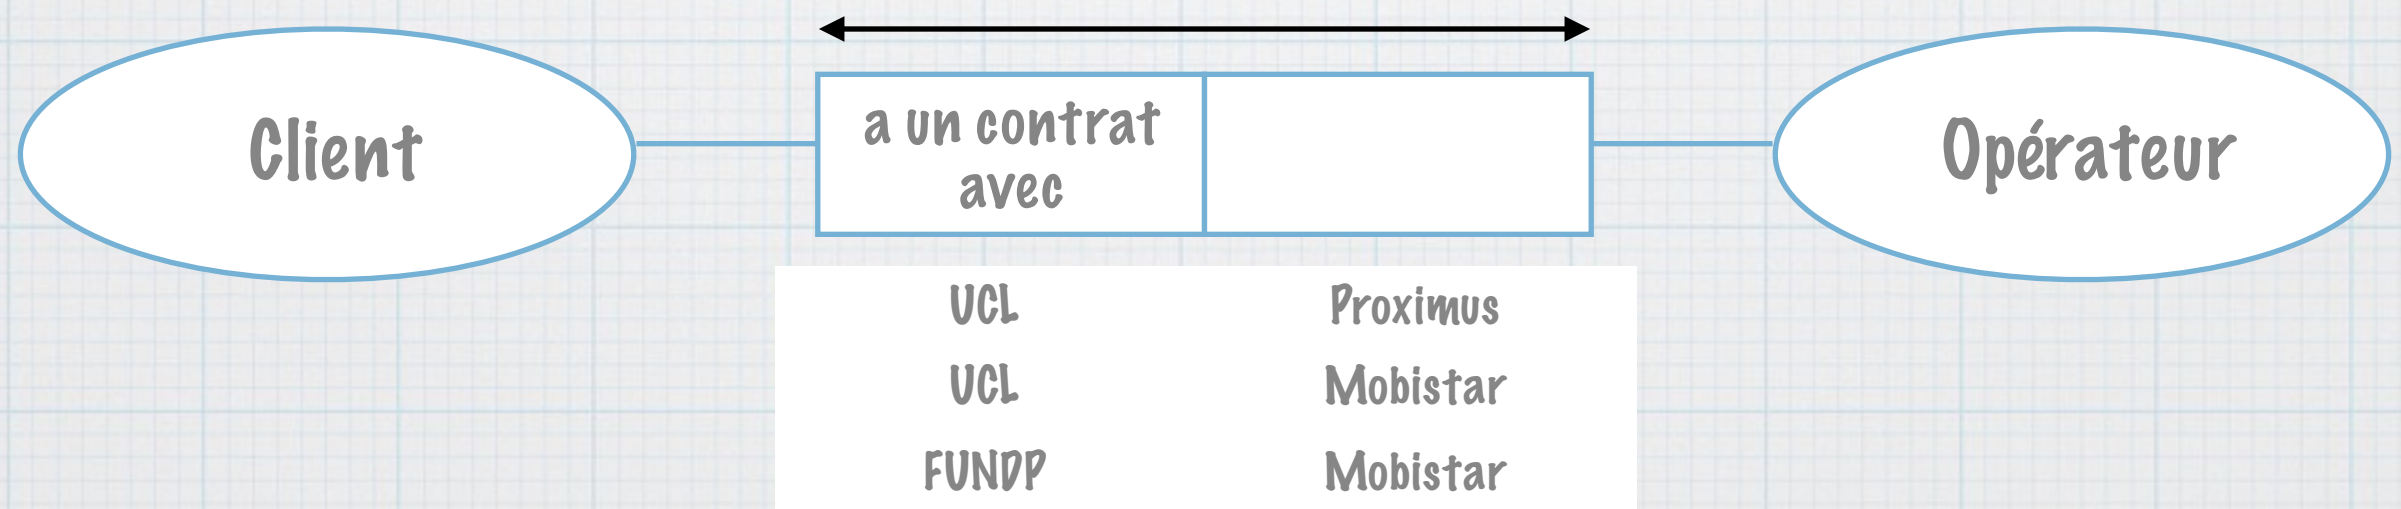 Client
a un contrat
avec
Opérateur
UCL Proximus
UCL Mobistar
FUNDP Mobistar